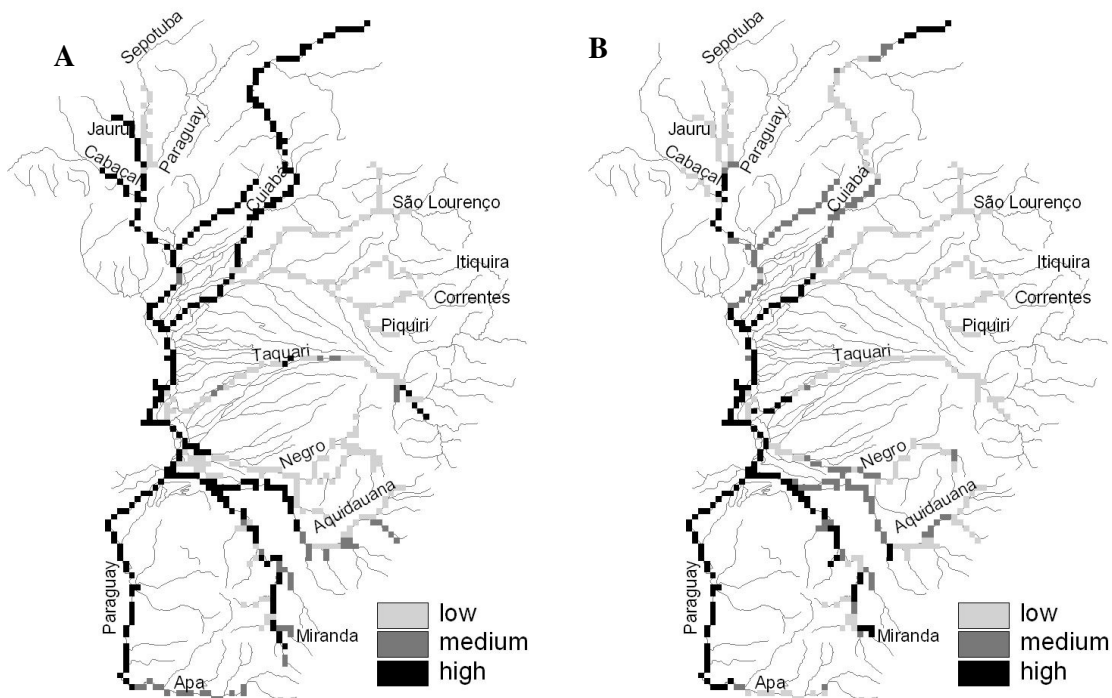 A
Sepotuba
Jauru
Paraguay
Cabaçal
Cuiabá
São Lourenço
Itiquira
Correntes
Piquiri
Taquari
Negro
Aquidauana
Paraguay
Miranda
Apa
low
medium
high
B
Sepotuba
Jauru
Paraguay
Cabaçal
Cuiabá
São Lourenço
Itiquira
Correntes
Piquiri
Taquari
Negro
Aquidauana
Paraguay
Miranda
Apa
low
medium
high